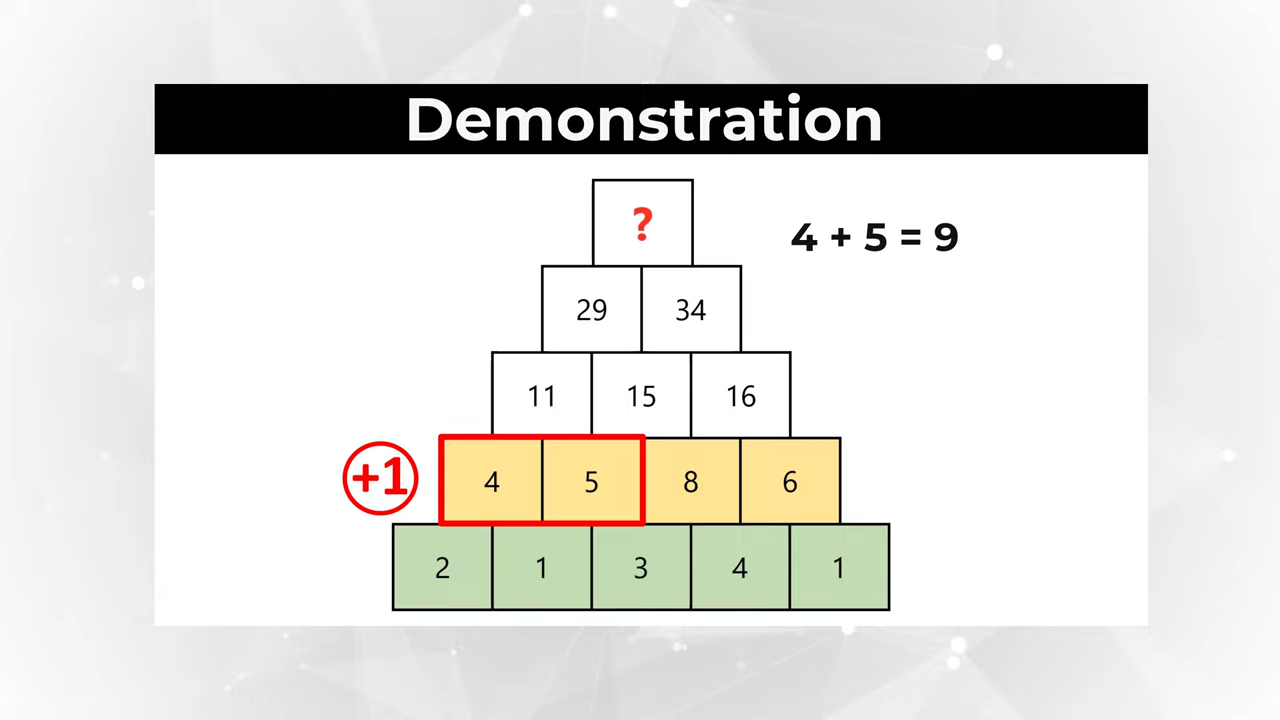 Demonstration
?
4 + 5 = 9
29 34
11 15 16
+1 4 5 8 6
2 1 3 4 1